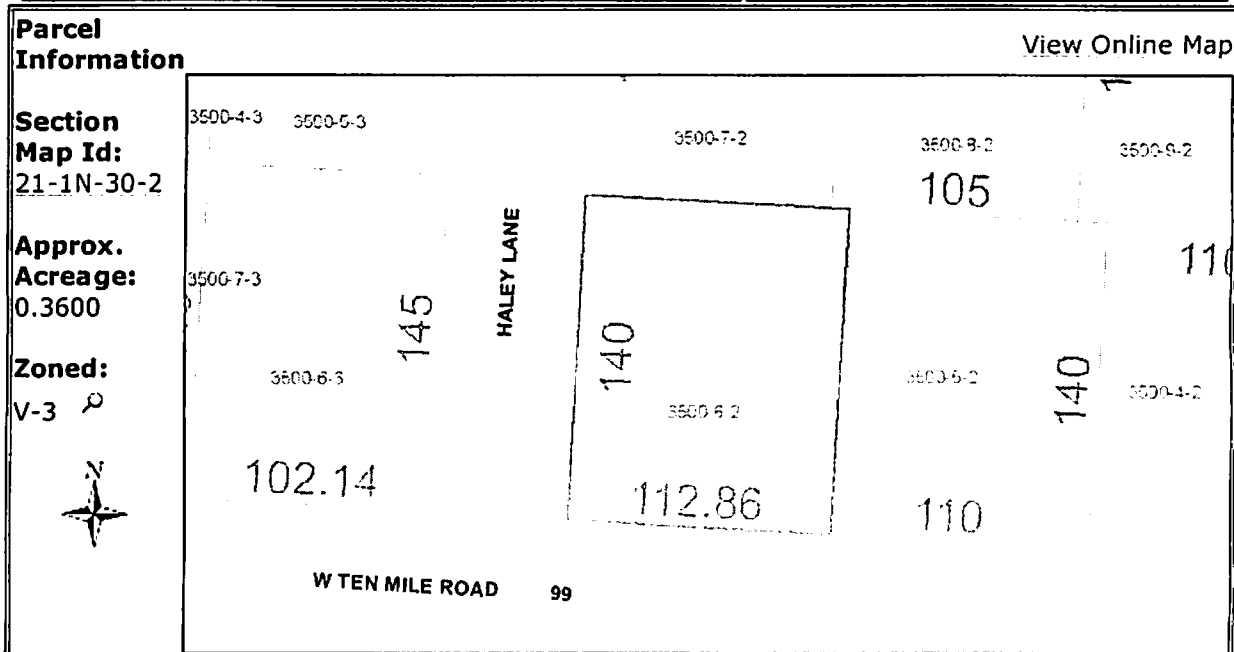 Parcel
Information
View Online Map
Section
Map Id:
21-1N-30-2
Approx.
Acreage:
0.3600
Zoned:
V-3
N
3500-4-3
3500-5-3
3500-7-2
3500-8-2
3500-9-2
105
110
HALEY LANE
3500-7-3
145
140
3500-6-3
3500-6-2
3500-5-2
140
3500-4-2
102.14
112.86
110
W TEN MILE ROAD
99